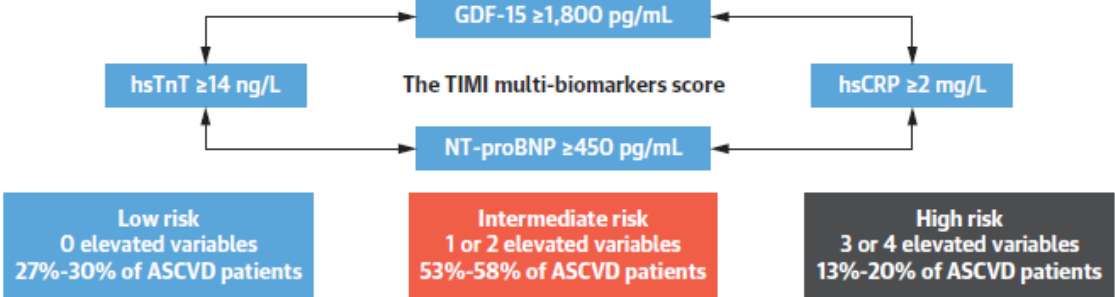 GDF-15 ≥1,800 pg/mL
hsTnT ≥14 ng/L
The TIMI multi-biomarkers score
hsCRP ≥2 mg/L
NT-proBNP ≥450 pg/mL
Low risk
0 elevated variables
27%-30% of ASCVD patients
Intermediate risk
1 or 2 elevated variables
53%-58% of ASCVD patients
High risk
3 or 4 elevated variables
13%-20% of ASCVD patients